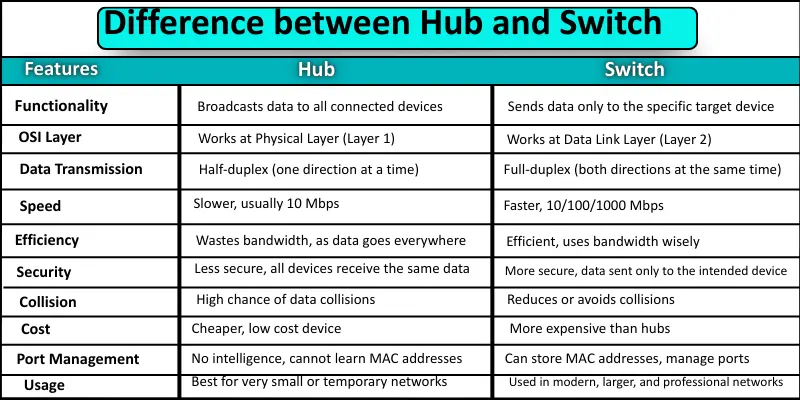 Difference between Hub and Switch
Features Hub Switch
Functionality Broadcasts data to all connected devices Sends data only to the specific target device
OSI Layer Works at Physical Layer (Layer 1) Works at Data Link Layer (Layer 2)
Data Transmission Half-duplex (one direction at a time) Full-duplex (both directions at the same time)
Speed Slower, usually 10 Mbps Faster, 10/100/1000 Mbps
Efficiency Wastes bandwidth, as data goes everywhere Efficient, uses bandwidth wisely
Security Less secure, all devices receive the same data More secure, data sent only to the intended device
Collision High chance of data collisions Reduces or avoids collisions
Cost Cheaper, low cost device More expensive than hubs
Port Management No intelligence, cannot learn MAC addresses Can store MAC addresses, manage ports
Usage Best for very small or temporary networks Used in modern, larger, and professional networks